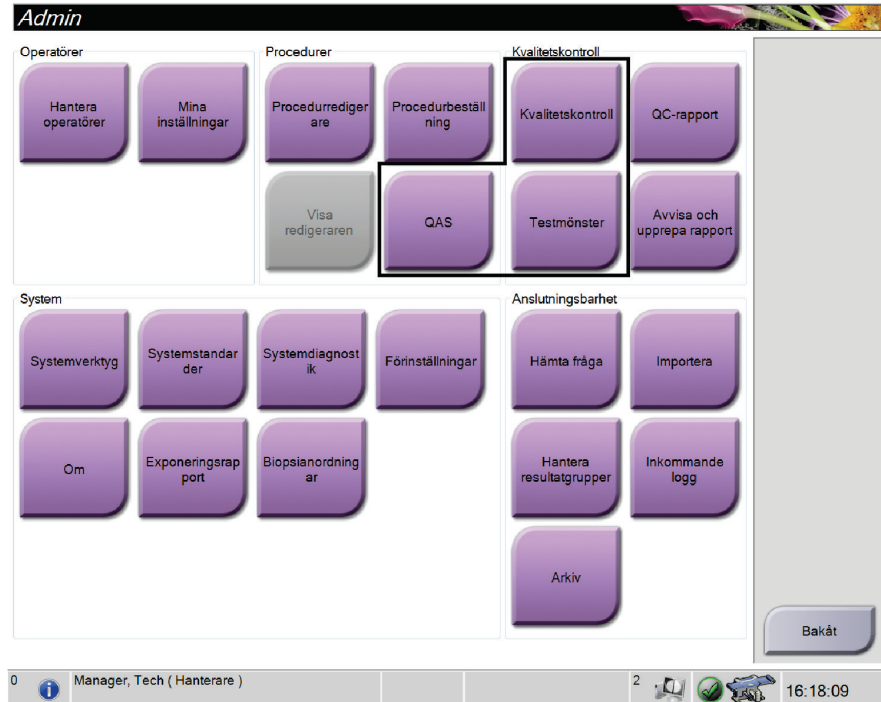 Admin
Operatörer
Hantera
operatörer
Mina
inställningar
Procedurer
Procedurrediger
are
Procedurbeställ
ning
Visa
redigeraren
QAS
Kvalitetskontroll
Kvalitetskontroll
QC-rapport
Testmönster
Avvisa och
upprepa rapport
System
Systemverktyg
Systemstandar
der
Systemdiagnost
ik
Förinställningar
Om
Exponeringsrap
port
Biopsianordning
ar
Anslutningsbarhet
Hämta fråga
Importera
Hantera
resultatgrupper
Inkommande
logg
Arkiv
Bakåt
0
Manager, Tech ( Hanterare )
2
16:18:09